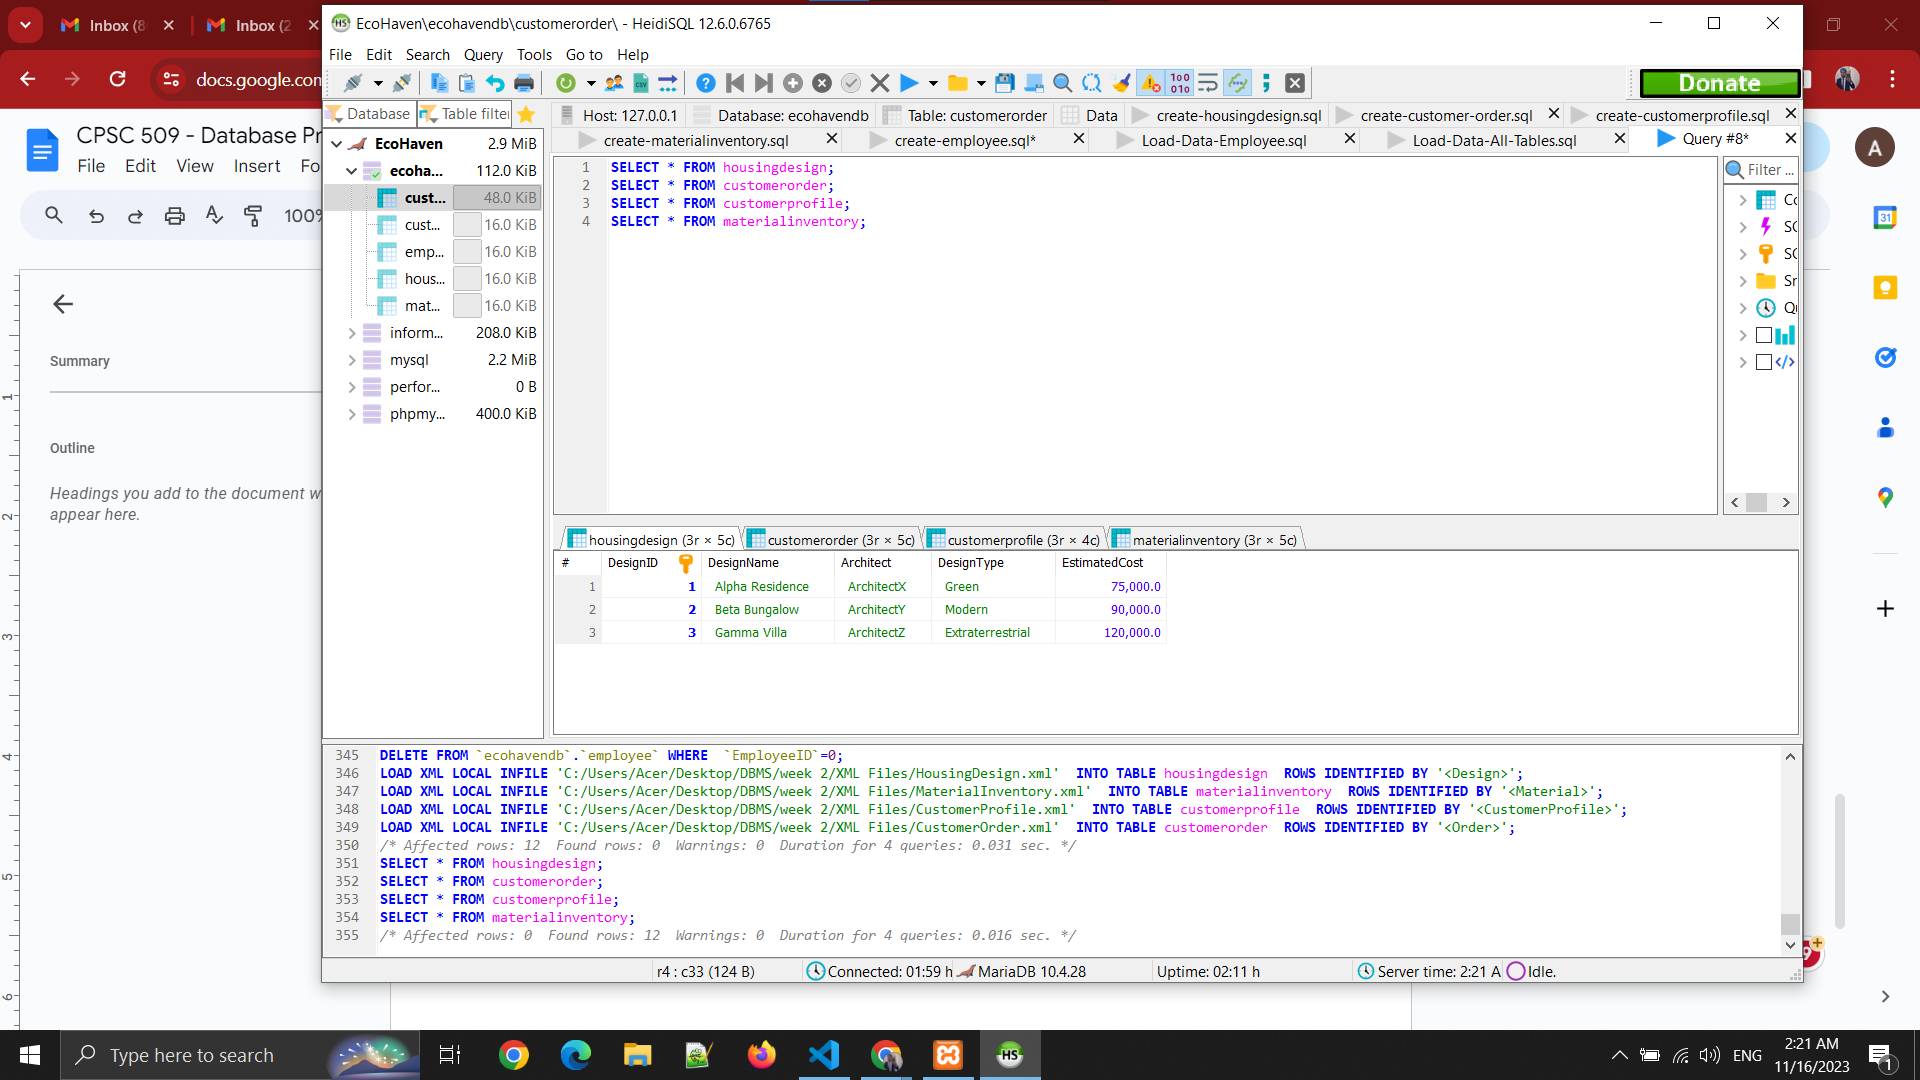 Inbox (8
Inbox (2
EcoHaven\ecohavendb\customerorder\ - HeidiSQL 12.6.0.6765
docs.google.com
File Edit Search Query Tools Go to Help
Donate
CPSC 509 - Database Pr
File Edit View Insert Fo
100%
Database
Table filter
Host: 127.0.0.1
Database: ecohavendb
Table: customerorder
Data
create-housingdesign.sql
create-customer-order.sql
create-customerprofile.sql
create-materialinventory.sql
create-employee.sql*
Load-Data-Employee.sql
Load-Data-All-Tables.sql
Query #8*
EcoHaven 2.9 MiB
ecoha... 112.0 KiB
cust... 48.0 KiB
cust... 16.0 KiB
emp... 16.0 KiB
hous... 16.0 KiB
mat... 16.0 KiB
inform... 208.0 KiB
mysql 2.2 MiB
perfor... 0 B
phpmy... 400.0 KiB
1 SELECT * FROM housingdesign;
2 SELECT * FROM customerorder;
3 SELECT * FROM customerprofile;
4 SELECT * FROM materialinventory;
Filter ...
Co
SC
SC
Sn
Qu
A
31
Summary
Outline
Headings you add to the document w
appear here.
housingdesign (3r × 5c)
customerorder (3r × 5c)
customerprofile (3r × 4c)
materialinventory (3r × 5c)
# DesignID DesignName Architect DesignType EstimatedCost
1 1 Alpha Residence ArchitectX Green 75,000.0
2 2 Beta Bungalow ArchitectY Modern 90,000.0
3 3 Gamma Villa ArchitectZ Extraterrestrial 120,000.0
345 DELETE FROM `ecohavendb`.`employee` WHERE `EmployeeID`=0;
346 LOAD XML LOCAL INFILE 'C:/Users/Acer/Desktop/DBMS/week 2/XML Files/HousingDesign.xml' INTO TABLE housingdesign ROWS IDENTIFIED BY '<Design>';
347 LOAD XML LOCAL INFILE 'C:/Users/Acer/Desktop/DBMS/week 2/XML Files/MaterialInventory.xml' INTO TABLE materialinventory ROWS IDENTIFIED BY '<Material>';
348 LOAD XML LOCAL INFILE 'C:/Users/Acer/Desktop/DBMS/week 2/XML Files/CustomerProfile.xml' INTO TABLE customerprofile ROWS IDENTIFIED BY '<CustomerProfile>';
349 LOAD XML LOCAL INFILE 'C:/Users/Acer/Desktop/DBMS/week 2/XML Files/CustomerOrder.xml' INTO TABLE customerorder ROWS IDENTIFIED BY '<Order>';
350 /* Affected rows: 12 Found rows: 0 Warnings: 0 Duration for 4 queries: 0.031 sec. */
351 SELECT * FROM housingdesign;
352 SELECT * FROM customerorder;
353 SELECT * FROM customerprofile;
354 SELECT * FROM materialinventory;
355 /* Affected rows: 0 Found rows: 12 Warnings: 0 Duration for 4 queries: 0.016 sec. */
r4 : c33 (124 B)
Connected: 01:59 h
MariaDB 10.4.28
Uptime: 02:11 h
Server time: 2:21 A
Idle.
1
2
3
4
5
6
Type here to search
HS
ENG
2:21 AM
11/16/2023
1